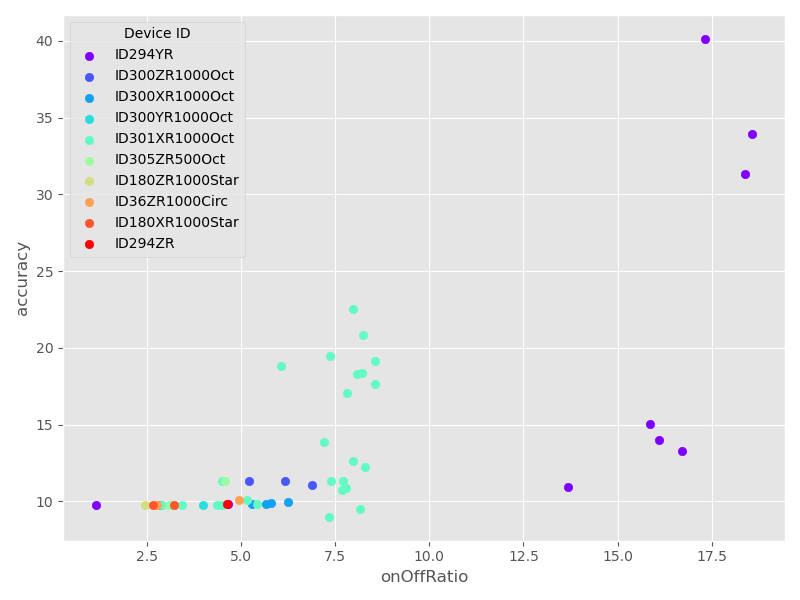 Device ID
ID294YR
ID300ZR1000Oct
ID300XR1000Oct
ID300YR1000Oct
ID301XR1000Oct
ID305ZR500Oct
ID180ZR1000Star
ID36ZR1000Circ
ID180XR1000Star
ID294ZR
accuracy
40
35
30
25
20
15
10
2.5 5.0 7.5 10.0 12.5 15.0 17.5
onOffRatio